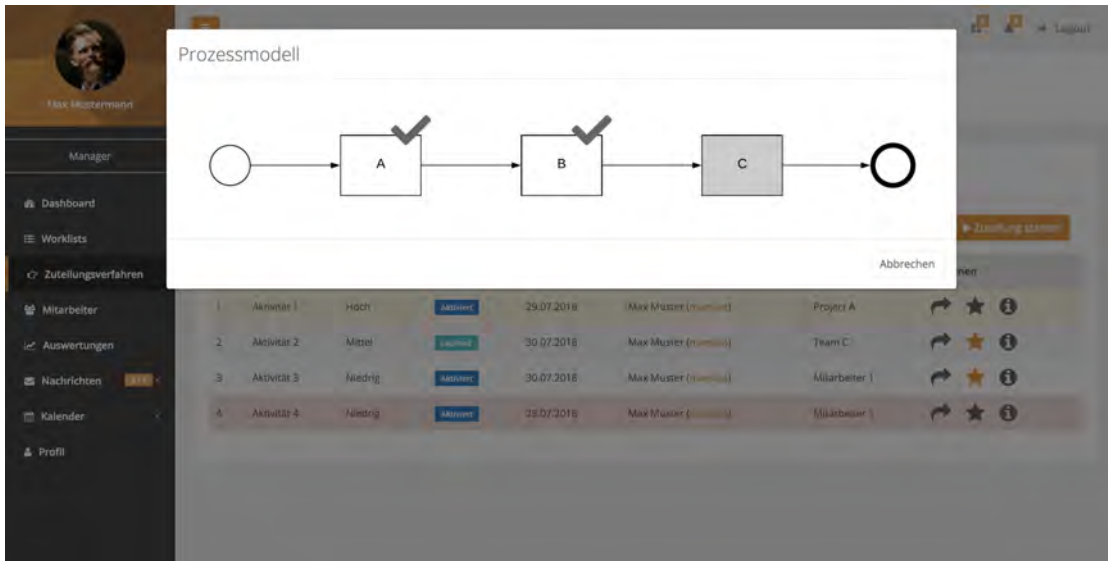 Logout
Prozessmodell
Max Mustermann
A
B
C
Manager
Dashboard
Worklists
Zuteilung starten
Abbrechen
Zuteilungsverfahren
Mitarbeiter
1 Aktivität 1 Hoch Aktiviert 29.07.2018 Max Muster Project A
Auswertungen
2 Aktivität 2 Mittel 30.07.2018 Max Muster Team C
Nachrichten
3 Aktivität 3 Niedrig Aktiviert 30.07.2018 Max Muster Mitarbeiter 1
Kalender
4 Aktivität 4 Niedrig Aktiviert 28.07.2018 Max Muster
Profil